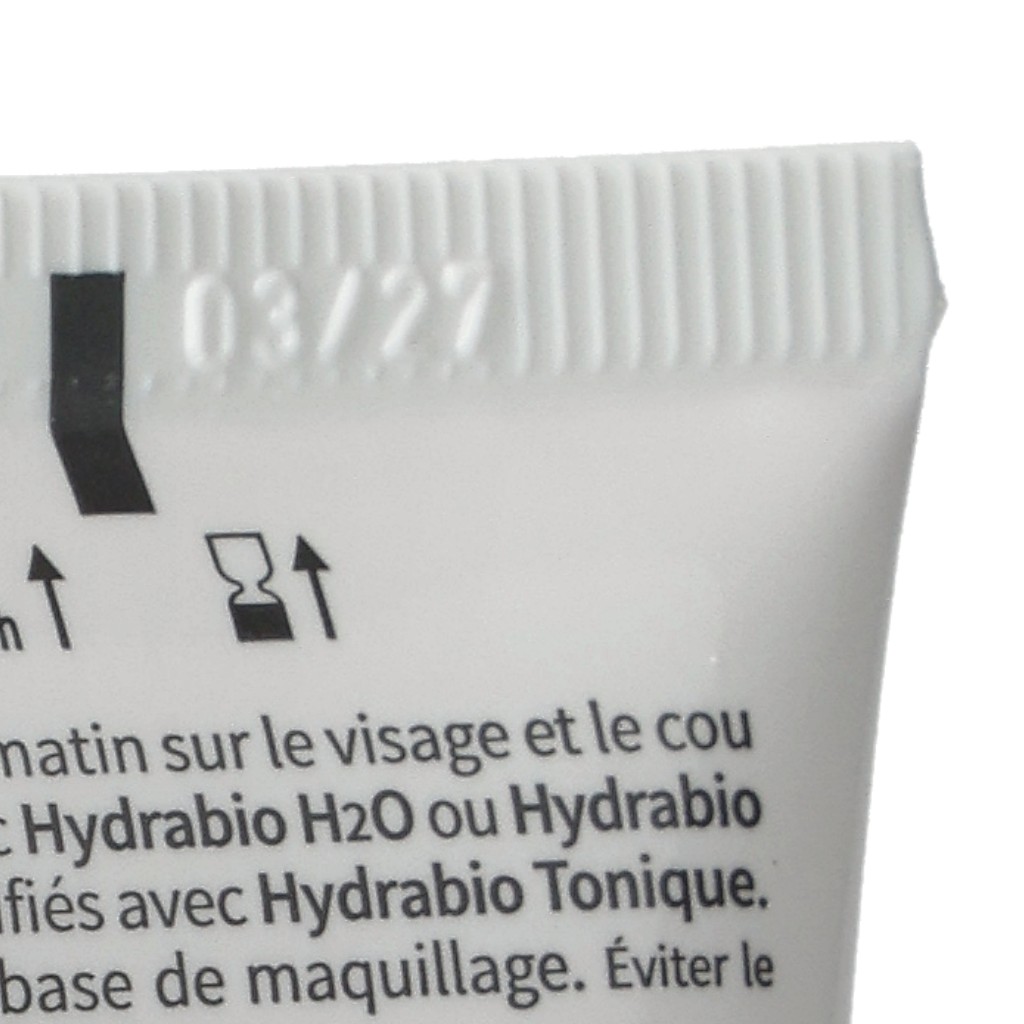 03/27
matin sur le visage et le cou
Hydrabio H2O ou Hydrabio
avec Hydrabio Tonique.
base de maquillage. Éviter le